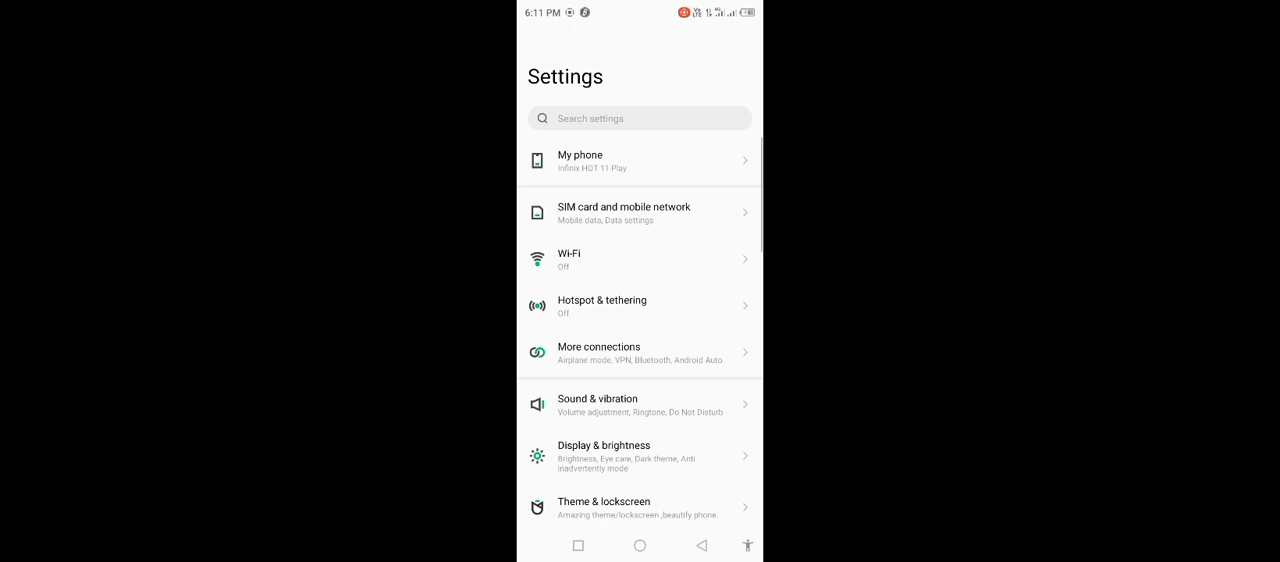 6:11 PM
Settings
Search settings
My phone
Infinix HOT 11 Play
SIM card and mobile network
Mobile data, Data settings
Wi-Fi
Off
Hotspot & tethering
Off
More connections
Airplane mode, VPN, Bluetooth, Android Auto
Sound & vibration
Volume adjustment, Ringtone, Do Not Disturb
Display & brightness
Brightness, Eye care, Dark theme, Anti
inadvertently mode
Theme & lockscreen
Amazing theme/lockscreen ,beautify phone.